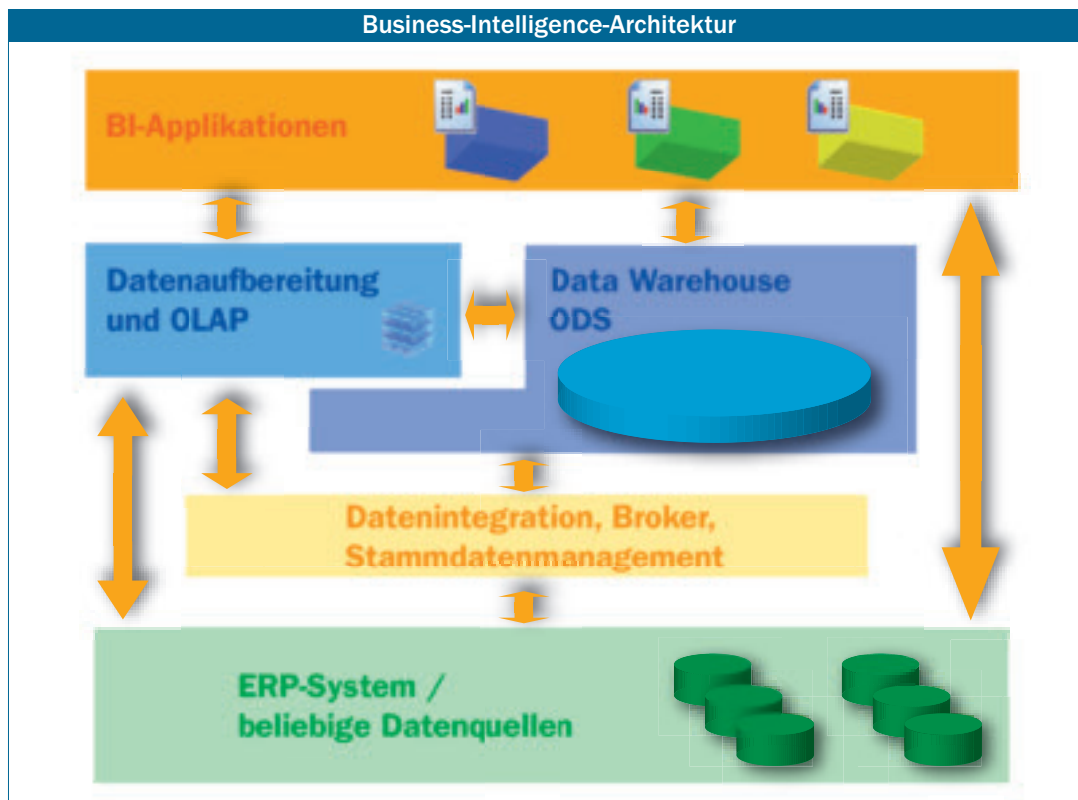 Business-Intelligence-Architektur
BI-Applikationen
Datenaufbereitung
und OLAP
Data Warehouse
ODS
Datenintegration, Broker,
Stammdatenmanagement
ERP-System /
beliebige Datenquellen